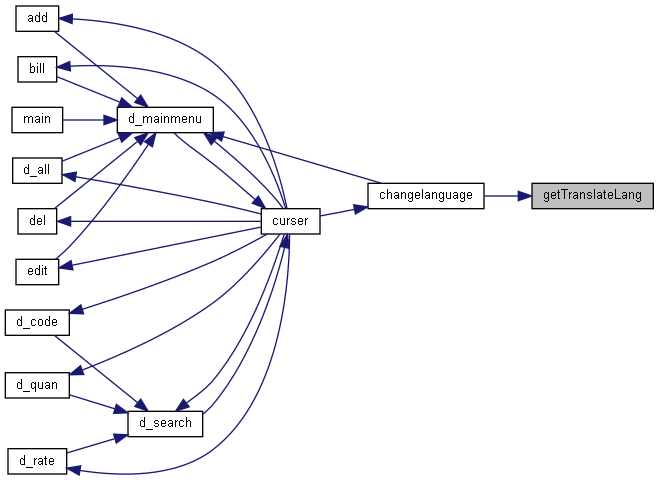 add
bill
main
d_mainmenu
d_all
changelanguage
getTranslateLang
del
curser
edit
d_code
d_quan
d_search
d_rate